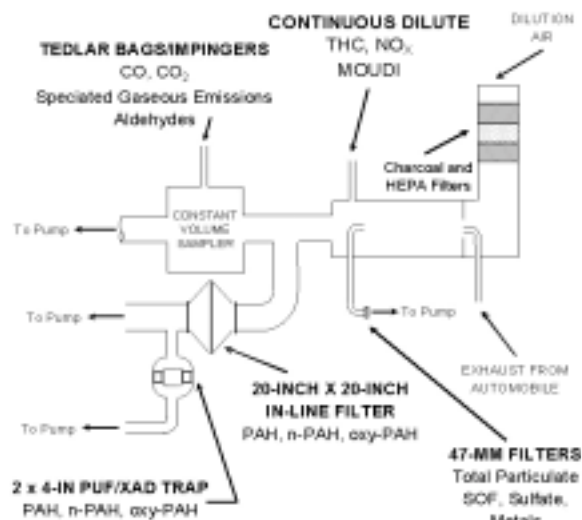 TEDLAR BAGS/IMPINGERS
CO, CO2
Speciated Gaseous Emissions
Aldehydes
CONTINUOUS DILUTE
THC, NOX
MOUDI
DILUTION
AIR
Charcoal and
HEPA Filters
CONSTANT
VOLUME
SAMPLER
To Pump
To Pump
To Pump
EXHAUST FROM
AUTOMOBILE
20-INCH X 20-INCH
IN-LINE FILTER
PAH, n-PAH, oxy-PAH
To Pump
2 x 4-IN PUF/XAD TRAP
PAH, n-PAH, oxy-PAH
47-MM FILTERS
Total Particulate
SOF, Sulfate,
Metals